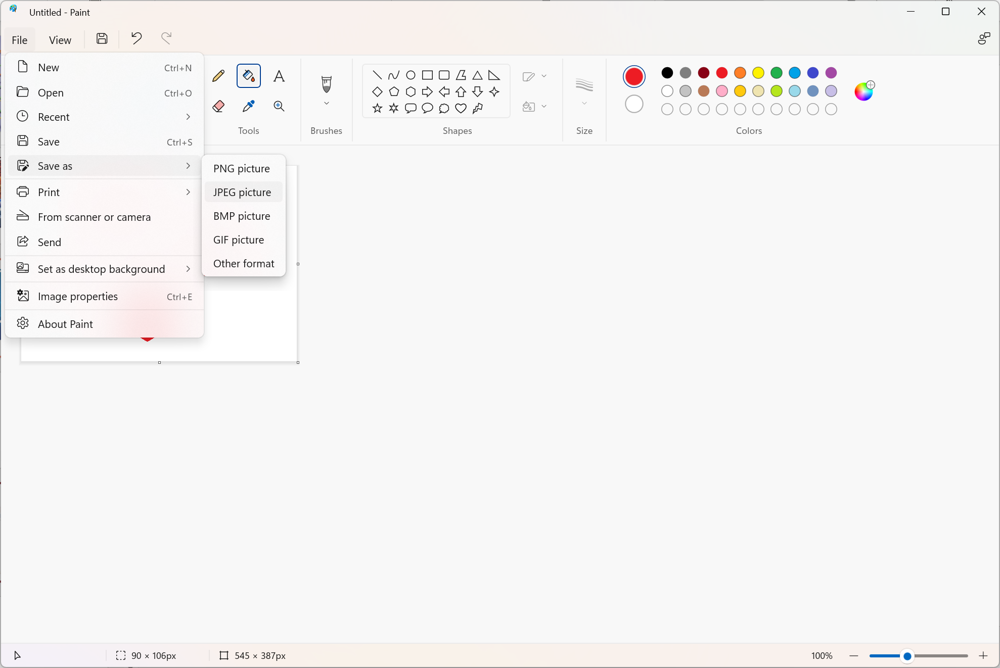 Untitled - Paint
File View
New Ctrl+N
Open Ctrl+O
Recent
Save Ctrl+S
Save as
Print
From scanner or camera
Send
Set as desktop background
Image properties Ctrl+E
About Paint
PNG picture
JPEG picture
BMP picture
GIF picture
Other format
Tools
Brushes
Shapes
Size
Colors
90 × 106px
545 × 387px
100%